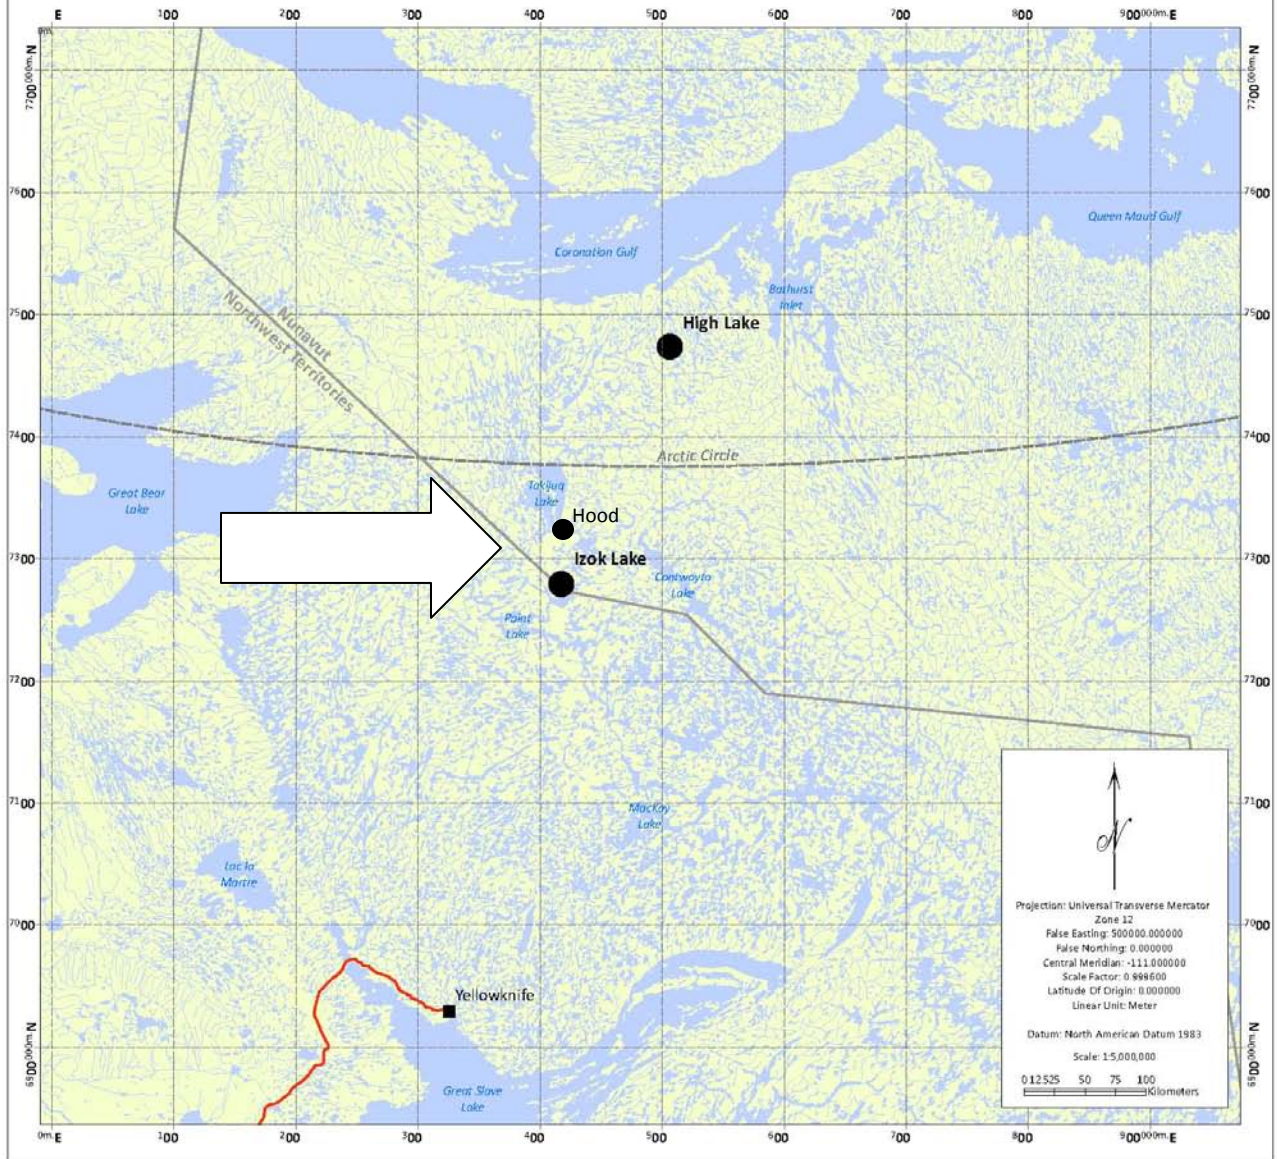 E 100 200 300 400 500 600 700 800 900000m. E
0m.
7700000m. N
7700000m. N
7600
7600
Queen Maud Gulf
Coronation Gulf
Bathurst
Inlet
7500
7500
High Lake
Nunavut
Northwest Territories
7400
7400
Arctic Circle
Takijuq
Lake
Great Bear
Lake
Hood
7300
7300
Izok Lake
Contwoyto
Lake
Point
Lake
7200
7200
7100
7100
MacKay
Lake
Lac la
Martre
N
7000
7000
Yellowknife
6900000m. N
6900000m. N
Great Slave
Lake
Projection: Universal Transverse Mercator
Zone 12
False Easting: 500000.000000
False Northing: 0.000000
Central Meridian: -111.000000
Scale Factor: 0.999600
Latitude Of Origin: 0.000000
Linear Unit: Meter
Datum: North American Datum 1983
Scale: 1:5,000,000
0 12.525 50 75 100
Kilometers
0m. E 100 200 300 400 500 600 700 800 900000m. E